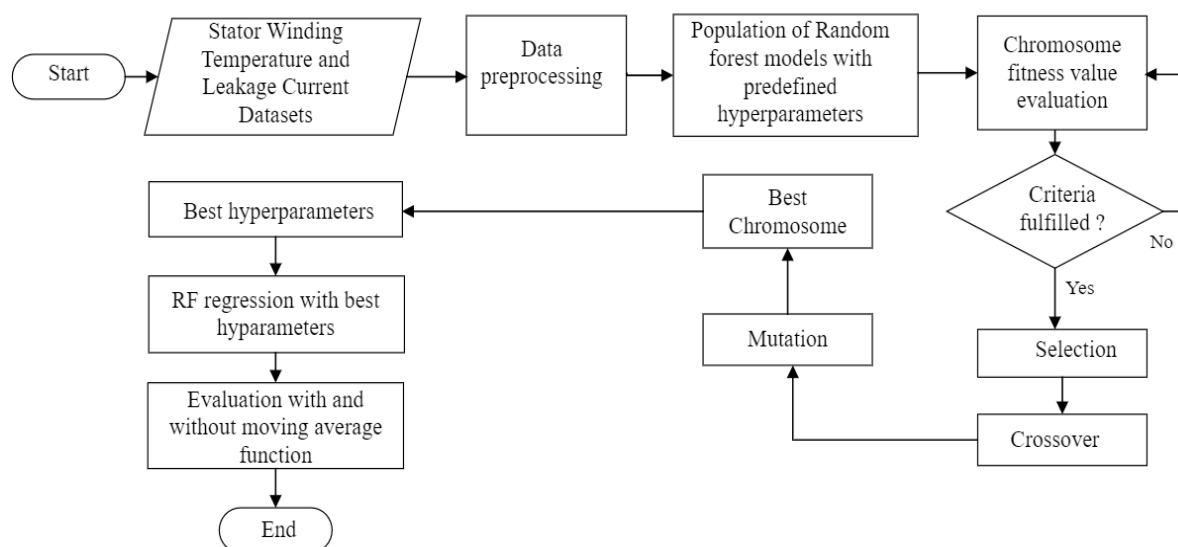 Start
Stator Winding
Temperature and
Leakage Current
Datasets
Data
preprocessing
Population of Random
forest models with
predefined
hyperparameters
Chromosome
fitness value
evaluation
Criteria
fulfilled ?
No
Yes
Selection
Crossover
Mutation
Best
Chromosome
Best hyperparameters
RF regression with best
hyparameters
Evaluation with and
without moving average
function
End